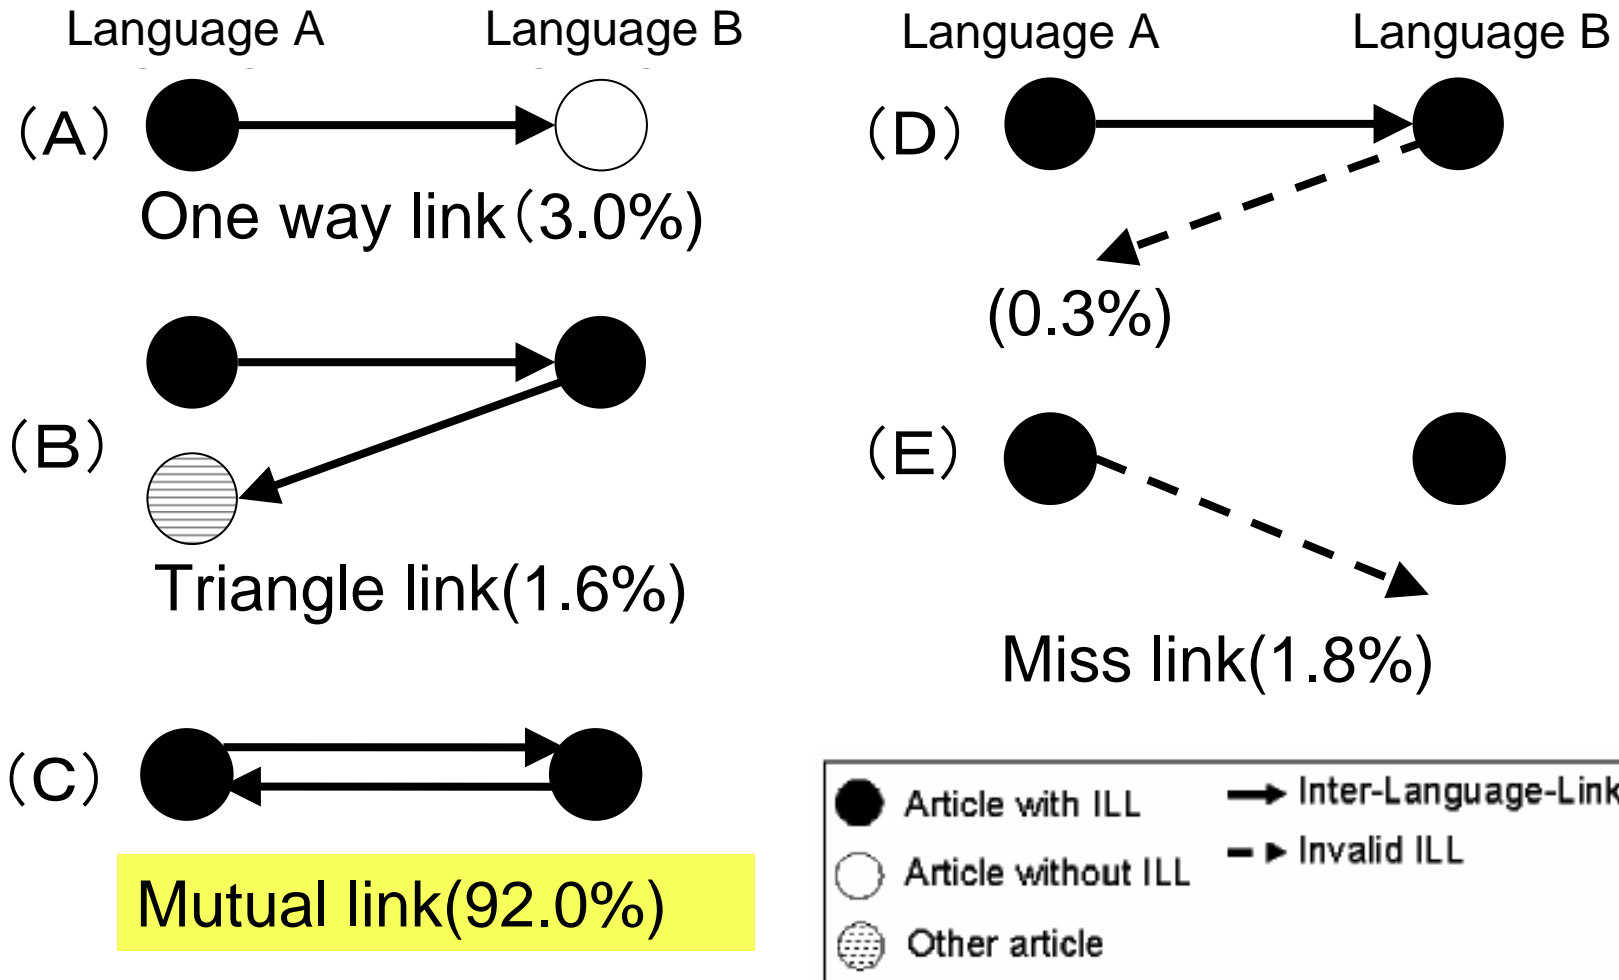 Language A
Language B
（A）
One way link（3.0%）
（B）
Triangle link(1.6%)
（C）
Mutual link(92.0%)
Language A
Language B
（D）
(0.3%)
（E）
Miss link(1.8%)
Article with ILL
Inter-Language-Link
Article without ILL
Invalid ILL
Other article